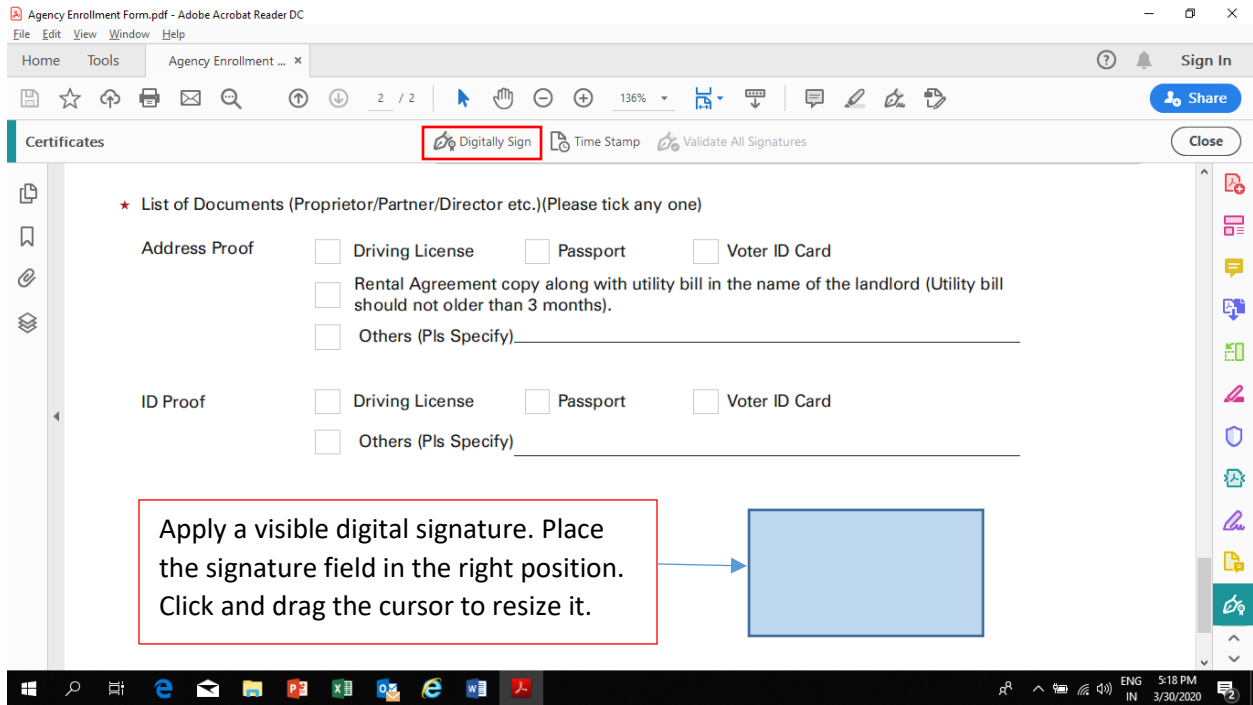 Agency Enrollment Form.pdf - Adobe Acrobat Reader DC
File Edit View Window Help
Home Tools Agency Enrollment ... × Sign In
2 / 2 136% Share
Certificates Digitally Sign Time Stamp Validate All Signatures Close
★ List of Documents (Proprietor/Partner/Director etc.)(Please tick any one)
Address Proof Driving License Passport Voter ID Card
Rental Agreement copy along with utility bill in the name of the landlord (Utility bill
should not older than 3 months).
Others (Pls Specify)
ID Proof Driving License Passport Voter ID Card
Others (Pls Specify)
Apply a visible digital signature. Place
the signature field in the right position.
Click and drag the cursor to resize it.
ENG 5:18 PM
IN 3/30/2020 2